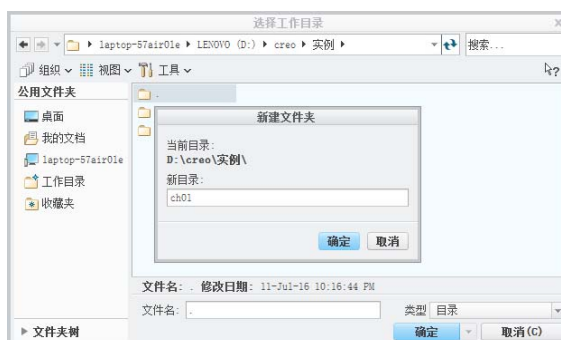 选择工作目录
laptop-57air0le ▸ LENOVO (D:) ▸ creo ▸ 实例 ▸
搜索...
组织 视图 工具
公用文件夹
桌面
我的文档
laptop-57air0le
工作目录
收藏夹
.
新建文件夹
当前目录:
D:\creo\实例\
新目录:
ch01
确定 取消
文件名: . 修改日期: 11-Jul-16 10:16:44 PM
文件名: .
类型 目录
文件夹树
确定 取消(C)